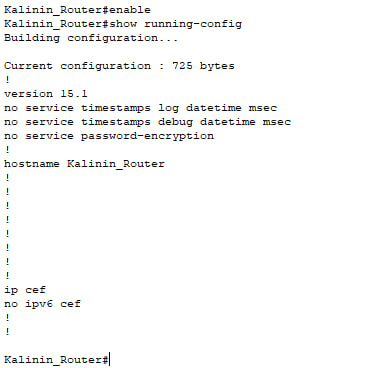 Kalinin_Router#enable
Kalinin_Router#show running-config
Building configuration...
Current configuration : 725 bytes
!
version 15.1
no service timestamps log datetime msec
no service timestamps debug datetime msec
no service password-encryption
!
hostname Kalinin_Router
!
!
!
!
!
!
!
!
ip cef
no ipv6 cef
!
!
Kalinin_Router#